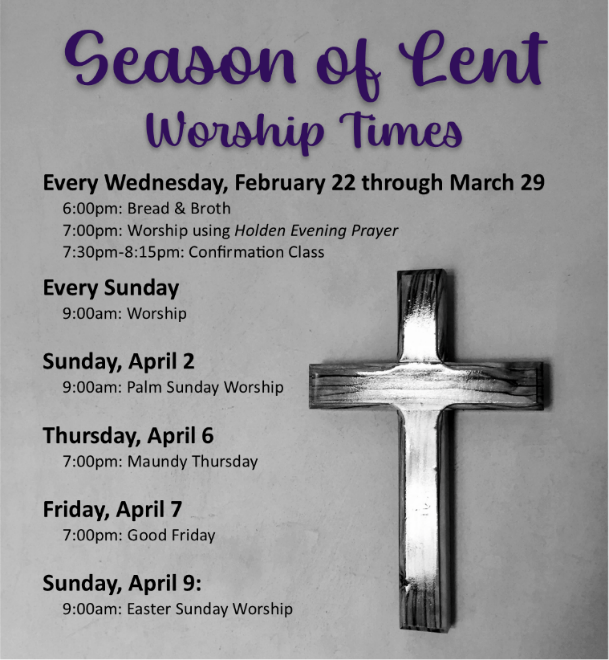 Season of Lent
Worship Times
Every Wednesday, February 22 through March 29
6:00pm: Bread & Broth
7:00pm: Worship using Holden Evening Prayer
7:30pm-8:15pm: Confirmation Class
Every Sunday
9:00am: Worship
Sunday, April 2
9:00am: Palm Sunday Worship
Thursday, April 6
7:00pm: Maundy Thursday
Friday, April 7
7:00pm: Good Friday
Sunday, April 9:
9:00am: Easter Sunday Worship